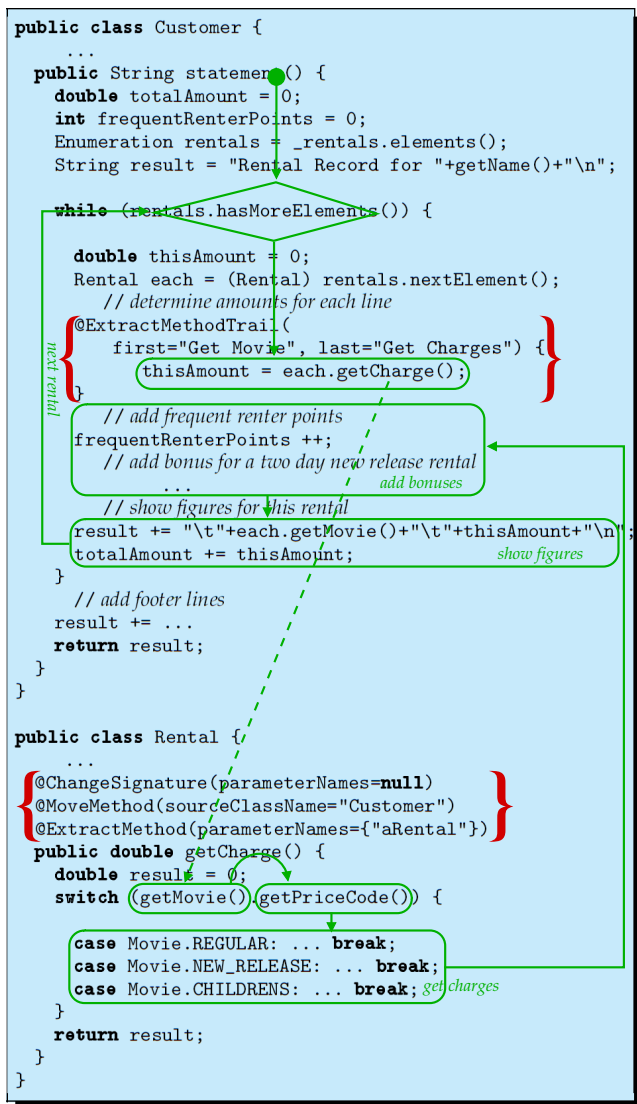 public class Customer {
...
public String statement() {
double totalAmount = 0;
int frequentRenterPoints = 0;
Enumeration rentals = _rentals.elements();
String result = "Rental Record for "+getName()+"\n";
while (rentals.hasMoreElements()) {
double thisAmount = 0;
Rental each = (Rental) rentals.nextElement();
// determine amounts for each line
@ExtractMethodTrail(
first="Get Movie", last="Get Charges") {
thisAmount = each.getCharge();
}
next rental
// add frequent renter points
frequentRenterPoints ++;
// add bonus for a two day new release rental
...
add bonuses
// show figures for this rental
result += "\t"+each.getMovie()+"\t"+thisAmount+"\n";
totalAmount += thisAmount;
show figures
}
// add footer lines
result += ...
return result;
}
}
public class Rental {
...
@ChangeSignature(parameterNames=null)
@MoveMethod(sourceClassName="Customer")
@ExtractMethod(parameterNames={"aRental"})
public double getCharge() {
double result = 0;
switch (getMovie().getPriceCode()) {
case Movie.REGULAR: ... break;
case Movie.NEW_RELEASE: ... break;
case Movie.CHILDRENS: ... break;
get charges
}
return result;
}
}